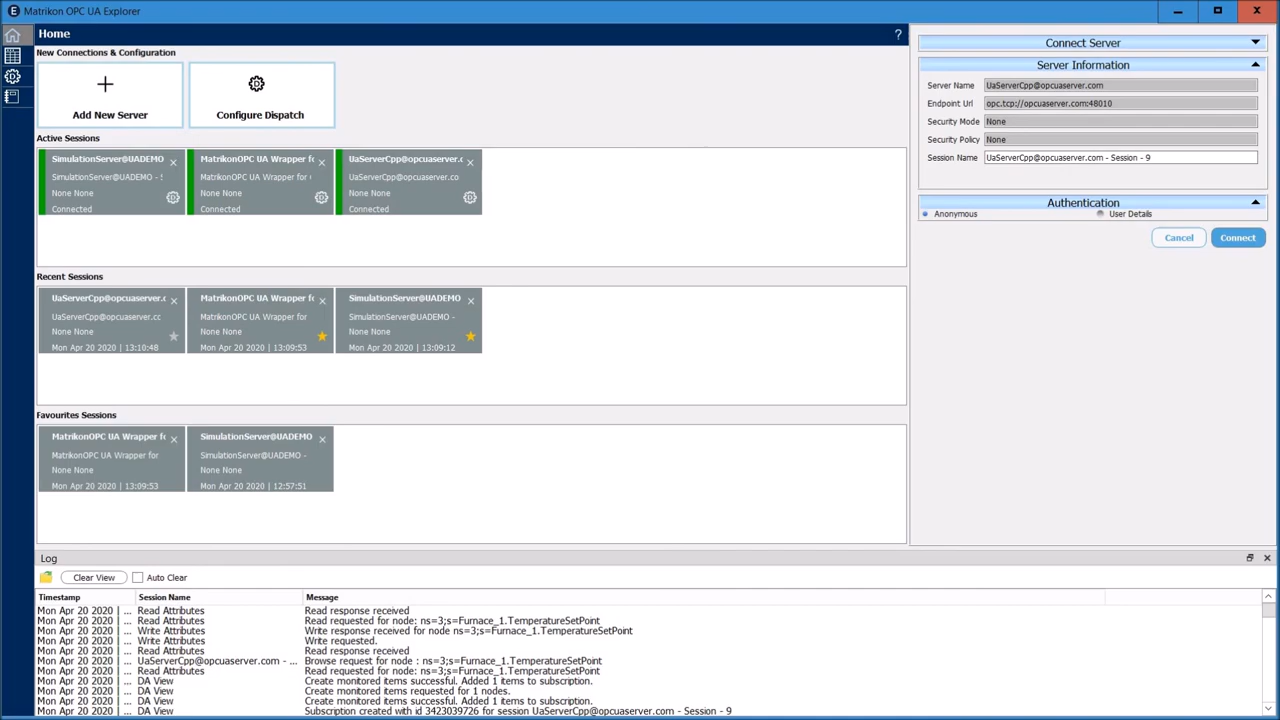 Matrikon OPC UA Explorer
Home
?
New Connections & Configuration
Add New Server
Configure Dispatch
Active Sessions
SimulationServer@UADEMO
SimulationServer@UADEMO - S
None None
Connected
MatrikonOPC UA Wrapper fo
MatrikonOPC UA Wrapper for
None None
Connected
UaServerCpp@opcuaserver.c
UaServerCpp@opcuaserver.co
None None
Connected
Recent Sessions
UaServerCpp@opcuaserver.c
UaServerCpp@opcuaserver.cc
None None
Mon Apr 20 2020 | 13:10:48
MatrikonOPC UA Wrapper fo
MatrikonOPC UA Wrapper for
None None
Mon Apr 20 2020 | 13:09:53
SimulationServer@UADEMO
SimulationServer@UADEMO -
None None
Mon Apr 20 2020 | 13:09:12
Favourites Sessions
MatrikonOPC UA Wrapper fo
MatrikonOPC UA Wrapper for
None None
Mon Apr 20 2020 | 13:09:53
SimulationServer@UADEMO
SimulationServer@UADEMO -
None None
Mon Apr 20 2020 | 12:57:51
Connect Server
Server Information
Server Name UaServerCpp@opcuaserver.com
Endpoint Url opc.tcp://opcuaserver.com:48010
Security Mode None
Security Policy None
Session Name UaServerCpp@opcuaserver.com - Session - 9
Authentication
Anonymous User Details
Cancel Connect
Log
Clear View Auto Clear
Timestamp Session Name Message
Mon Apr 20 2020 | ... Read Attributes Read response received
Mon Apr 20 2020 | ... Read Attributes Read requested for node: ns=3;s=Furnace_1.TemperatureSetPoint
Mon Apr 20 2020 | ... Write Attributes Write response received for node ns=3;s=Furnace_1.TemperatureSetPoint
Mon Apr 20 2020 | ... Write Attributes Write requested.
Mon Apr 20 2020 | ... Read Attributes Read response received
Mon Apr 20 2020 | ... UaServerCpp@opcuaserver.com - ... Browse request for node : ns=3;s=Furnace_1.TemperatureSetPoint
Mon Apr 20 2020 | ... Read Attributes Read requested for node: ns=3;s=Furnace_1.TemperatureSetPoint
Mon Apr 20 2020 | ... DA View Create monitored items successful. Added 1 items to subscription.
Mon Apr 20 2020 | ... DA View Create monitored items requested for 1 nodes.
Mon Apr 20 2020 | ... DA View Create monitored items successful. Added 1 items to subscription.
Mon Apr 20 2020 | ... DA View Subscription created with id 3423039726 for session UaServerCpp@opcuaserver.com - Session - 9